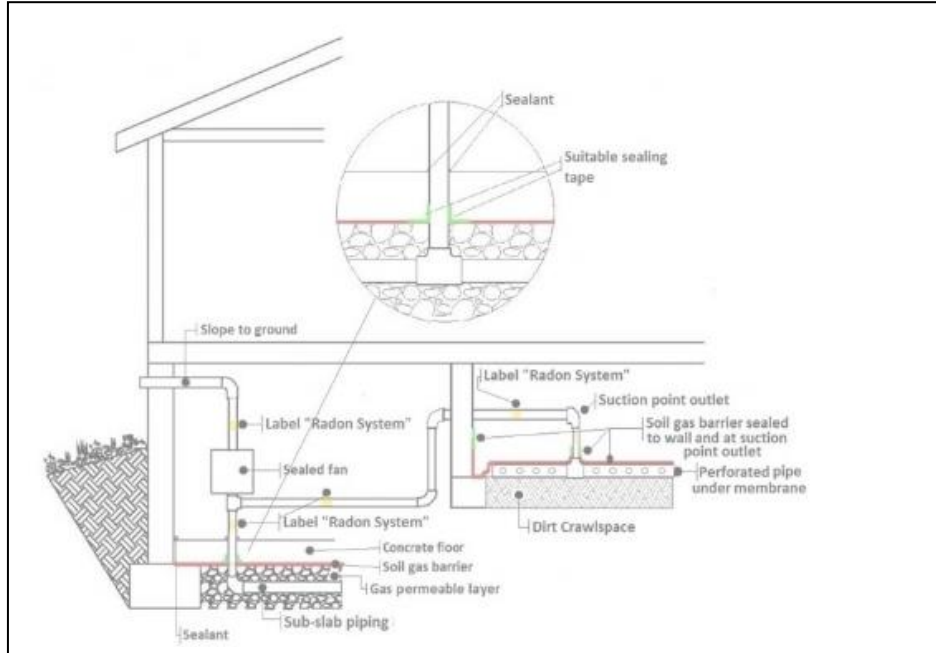 Sealant
Suitable sealing
tape
Slope to ground
Label "Radon System"
Suction point outlet
Label "Radon System"
Soil gas barrier sealed
to wall and at suction
point outlet
Sealed fan
Perforated pipe
under membrane
Label "Radon System"
Dirt Crawlspace
Concrete floor
Soil gas barrier
Gas permeable layer
Sub-slab piping
Sealant